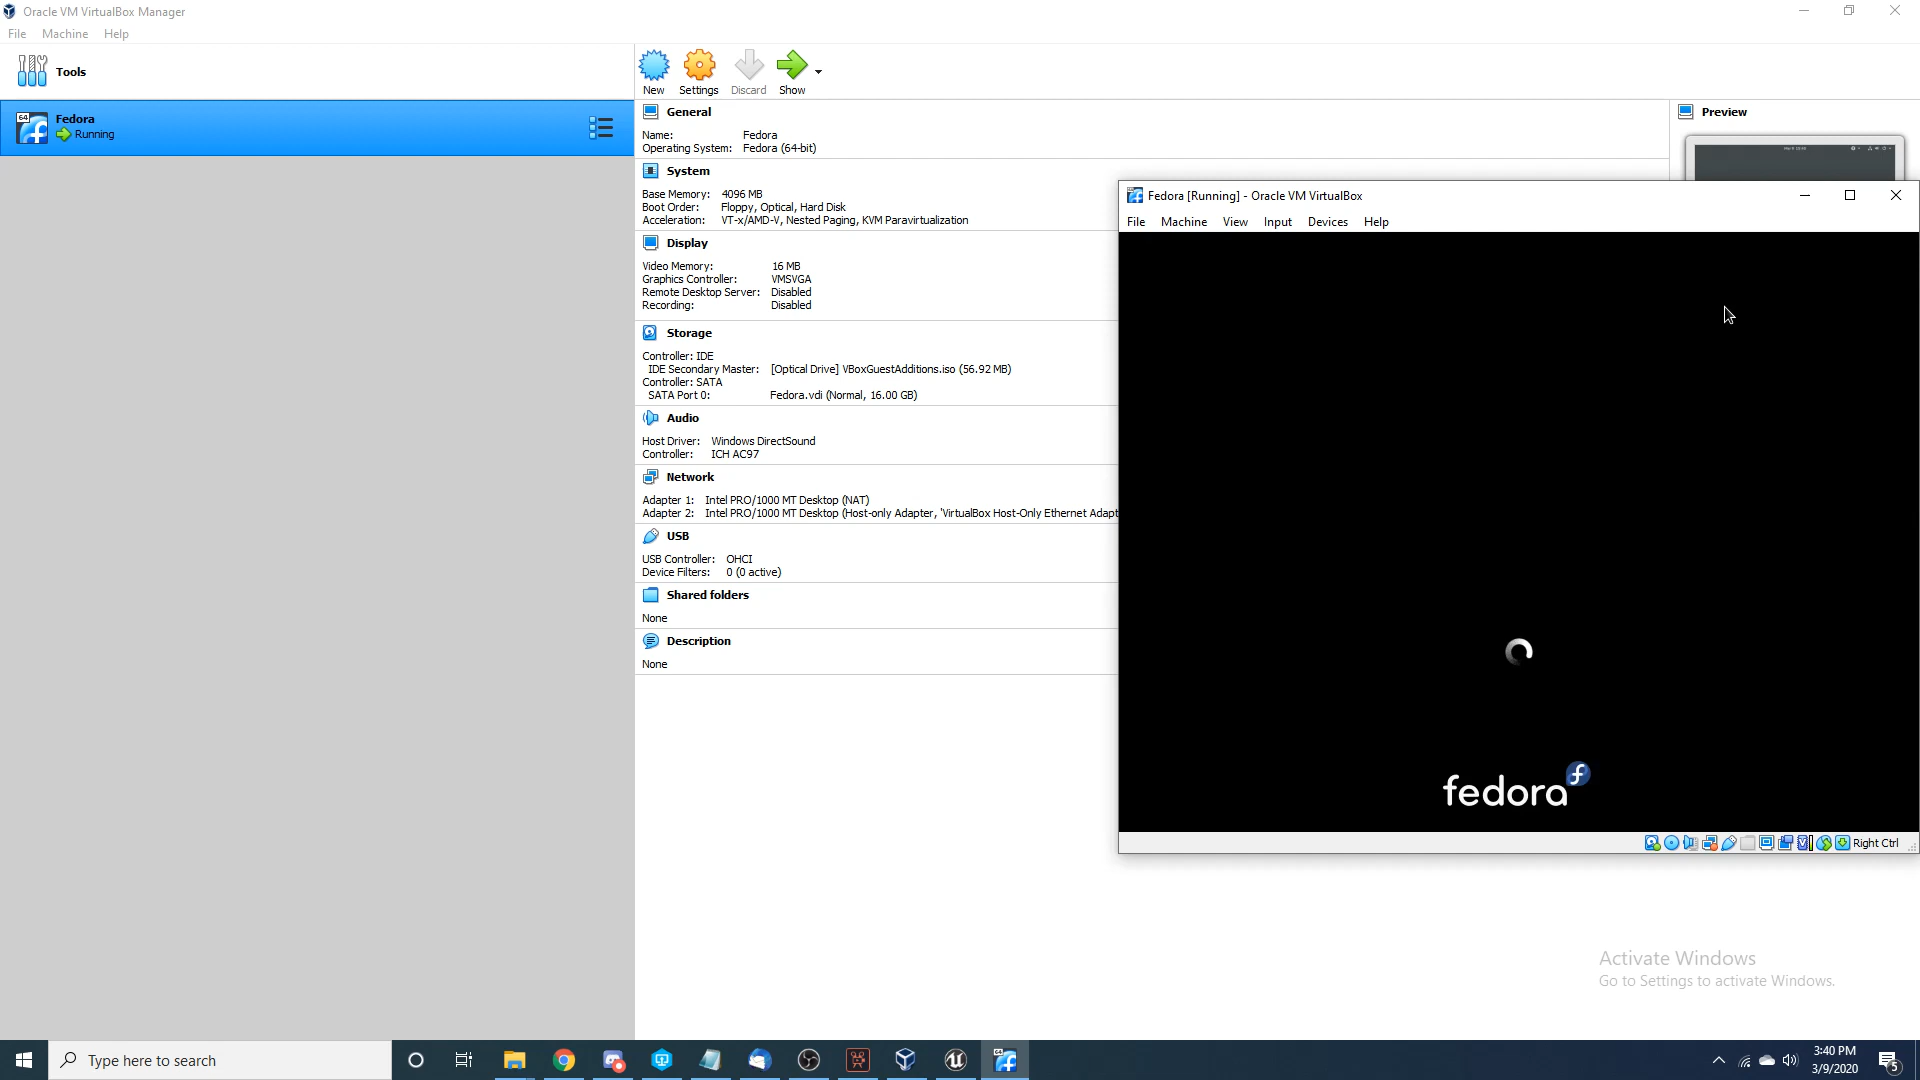 Oracle VM VirtualBox Manager
File Machine Help
Tools
New Settings Discard Show
64
Fedora
Running
General
Name: Fedora
Operating System: Fedora (64-bit)
System
Base Memory: 4096 MB
Boot Order: Floppy, Optical, Hard Disk
Acceleration: VT-x/AMD-V, Nested Paging, KVM Paravirtualization
Display
Video Memory: 16 MB
Graphics Controller: VMSVGA
Remote Desktop Server: Disabled
Recording: Disabled
Storage
Controller: IDE
IDE Secondary Master: [Optical Drive] VBoxGuestAdditions.iso (56.92 MB)
Controller: SATA
SATA Port 0: Fedora.vdi (Normal, 16.00 GB)
Audio
Host Driver: Windows DirectSound
Controller: ICH AC97
Network
Adapter 1: Intel PRO/1000 MT Desktop (NAT)
Adapter 2: Intel PRO/1000 MT Desktop (Host-only Adapter, 'VirtualBox Host-Only Ethernet Adapt
USB
USB Controller: OHCI
Device Filters: 0 (0 active)
Shared folders
None
Description
None
Preview
Fedora [Running] - Oracle VM VirtualBox
File Machine View Input Devices Help
fedora
Right Ctrl
Activate Windows
Go to Settings to activate Windows.
Type here to search
3:40 PM
3/9/2020
5